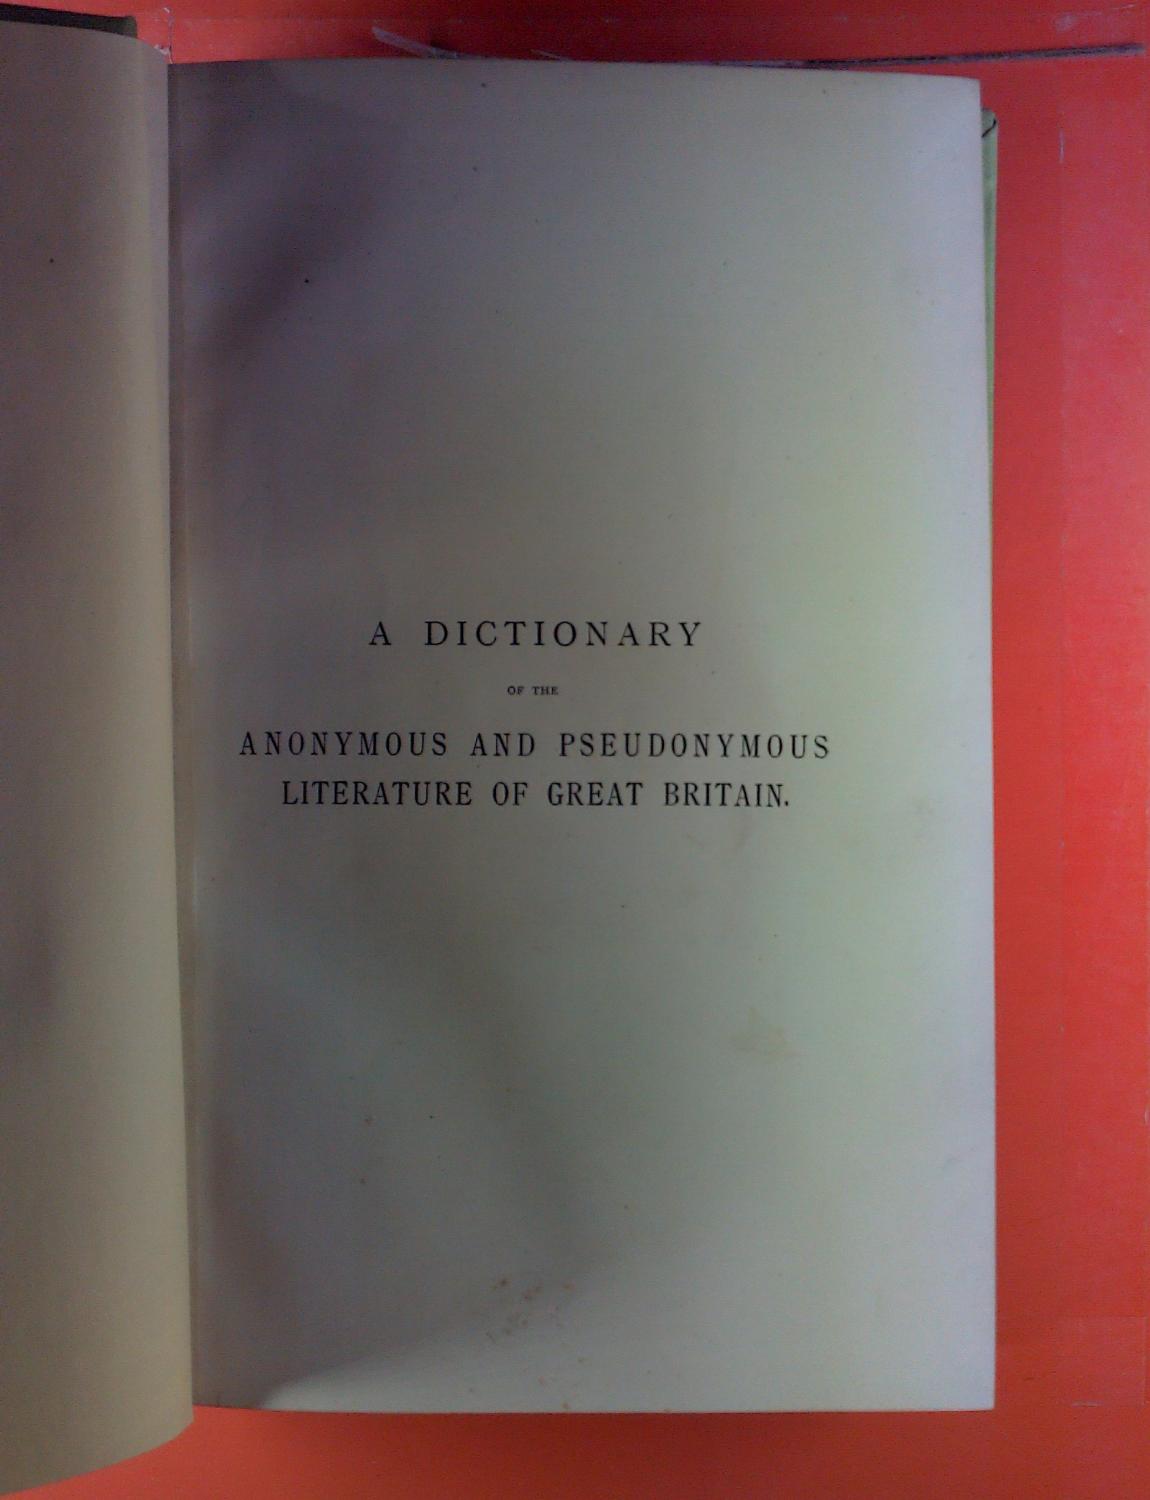 A DICTIONARY
OF THE
ANONYMOUS AND PSEUDONYMOUS
LITERATURE OF GREAT BRITAIN.